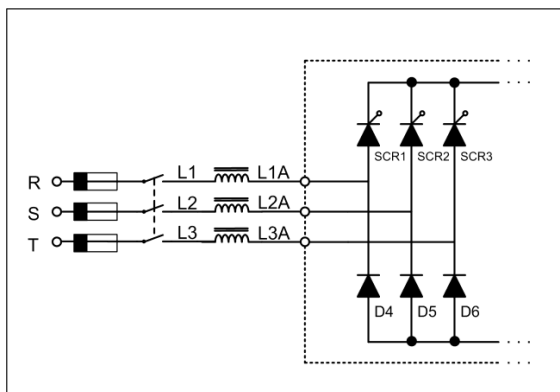 SCR1 SCR2 SCR3
R L1 L1A
S L2 L2A
T L3 L3A
D4 D5 D6